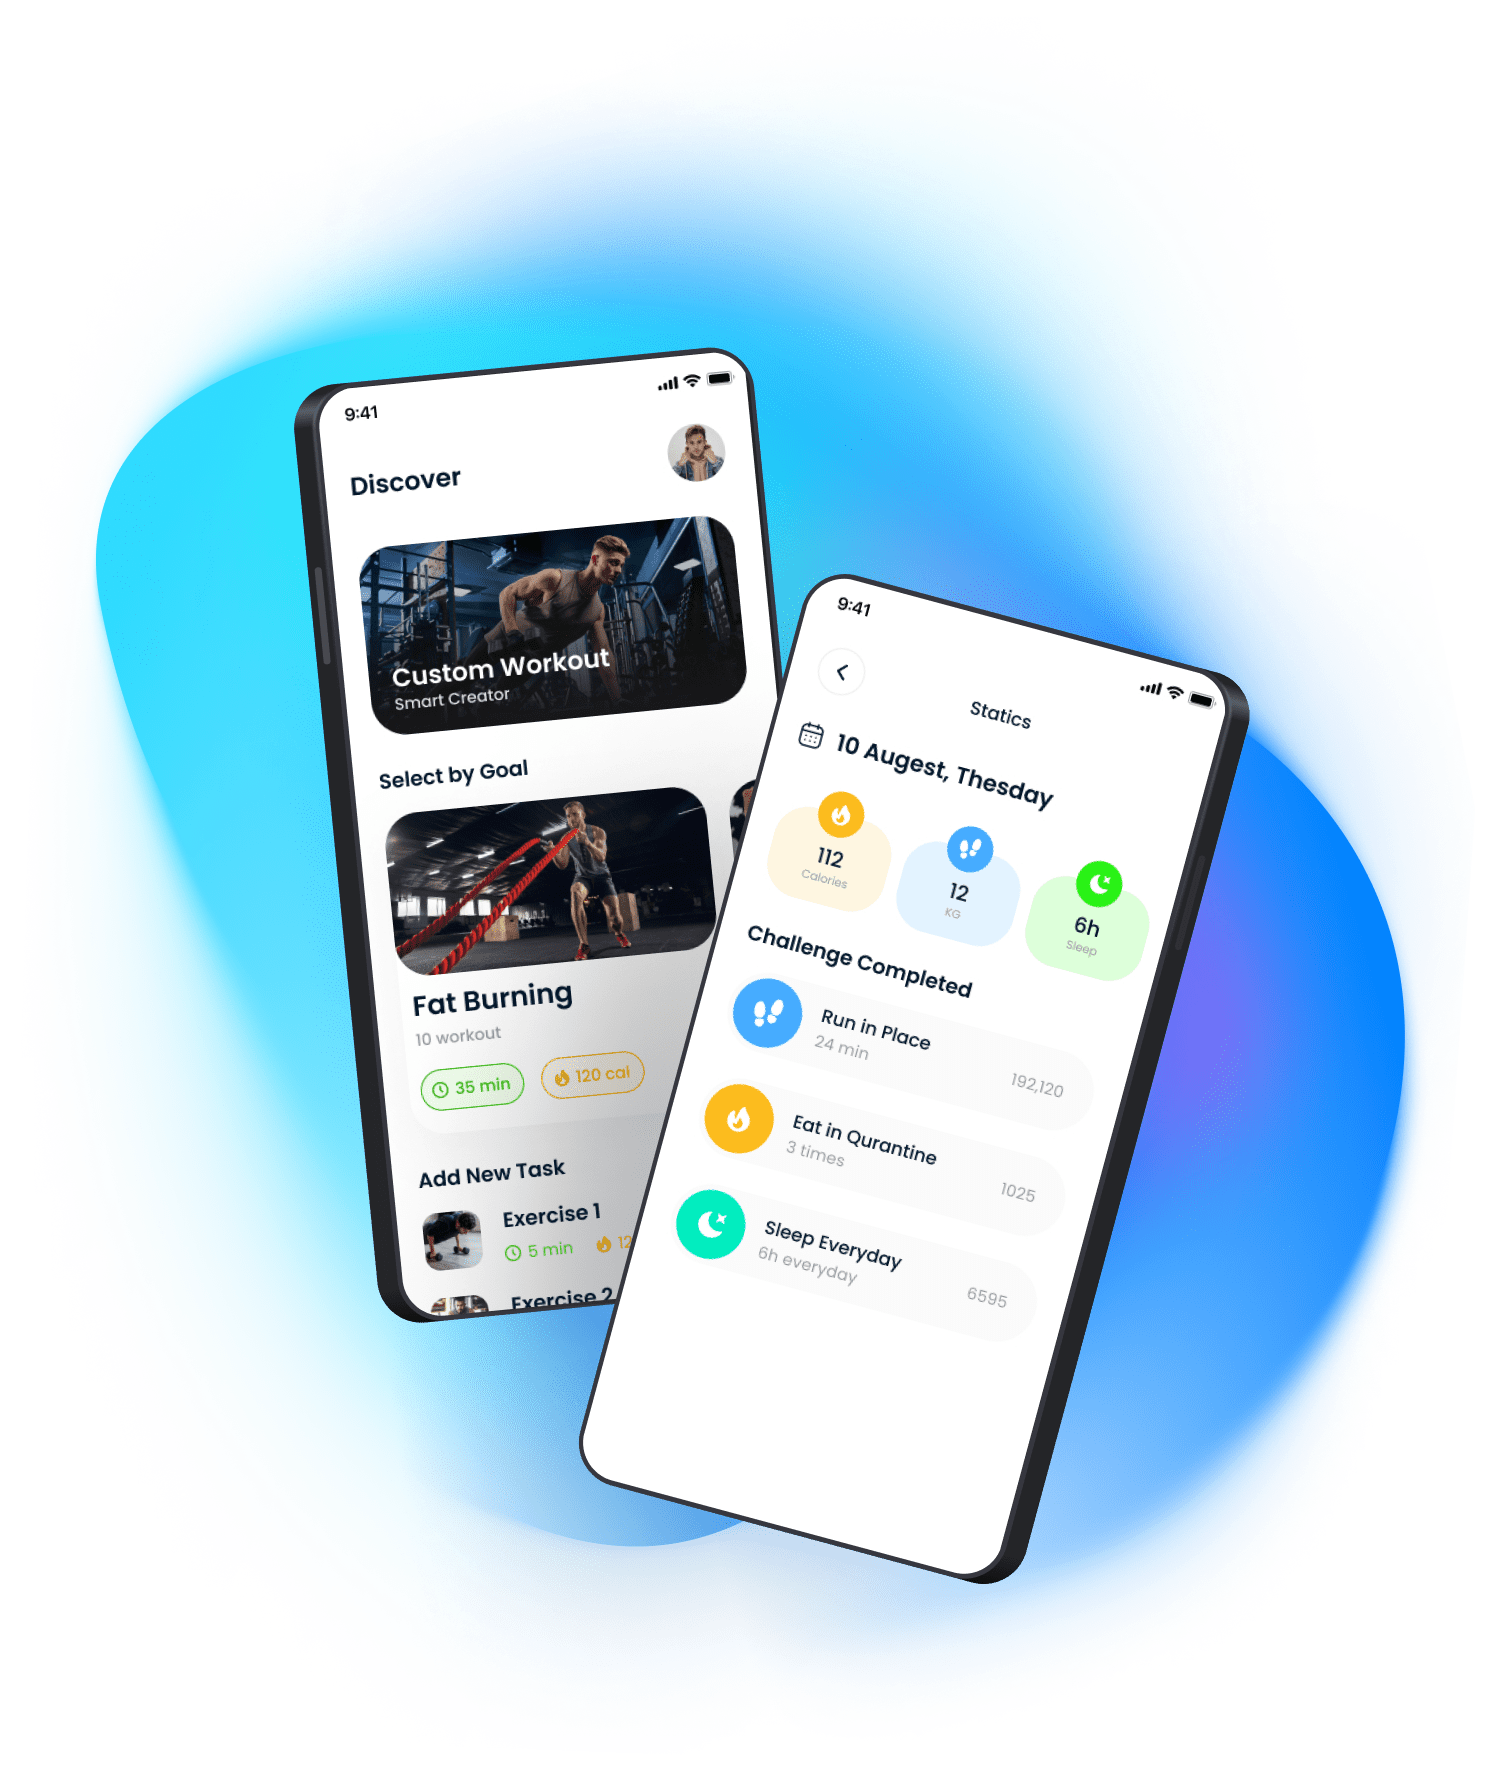 9:41
Discover
Custom Workout
Smart Creator
Select by Goal
Fat Burning
10 workout
35 min
120 cal
Add New Task
Exercise 1
5 min
12
Exercise 2
9:41
Statics
10 Augest, Thesday
112
Calories
12
KG
6h
Sleep
Challenge Completed
Run in Place
24 min
192,120
Eat in Qurantine
3 times
1025
Sleep Everyday
6h everyday
6595